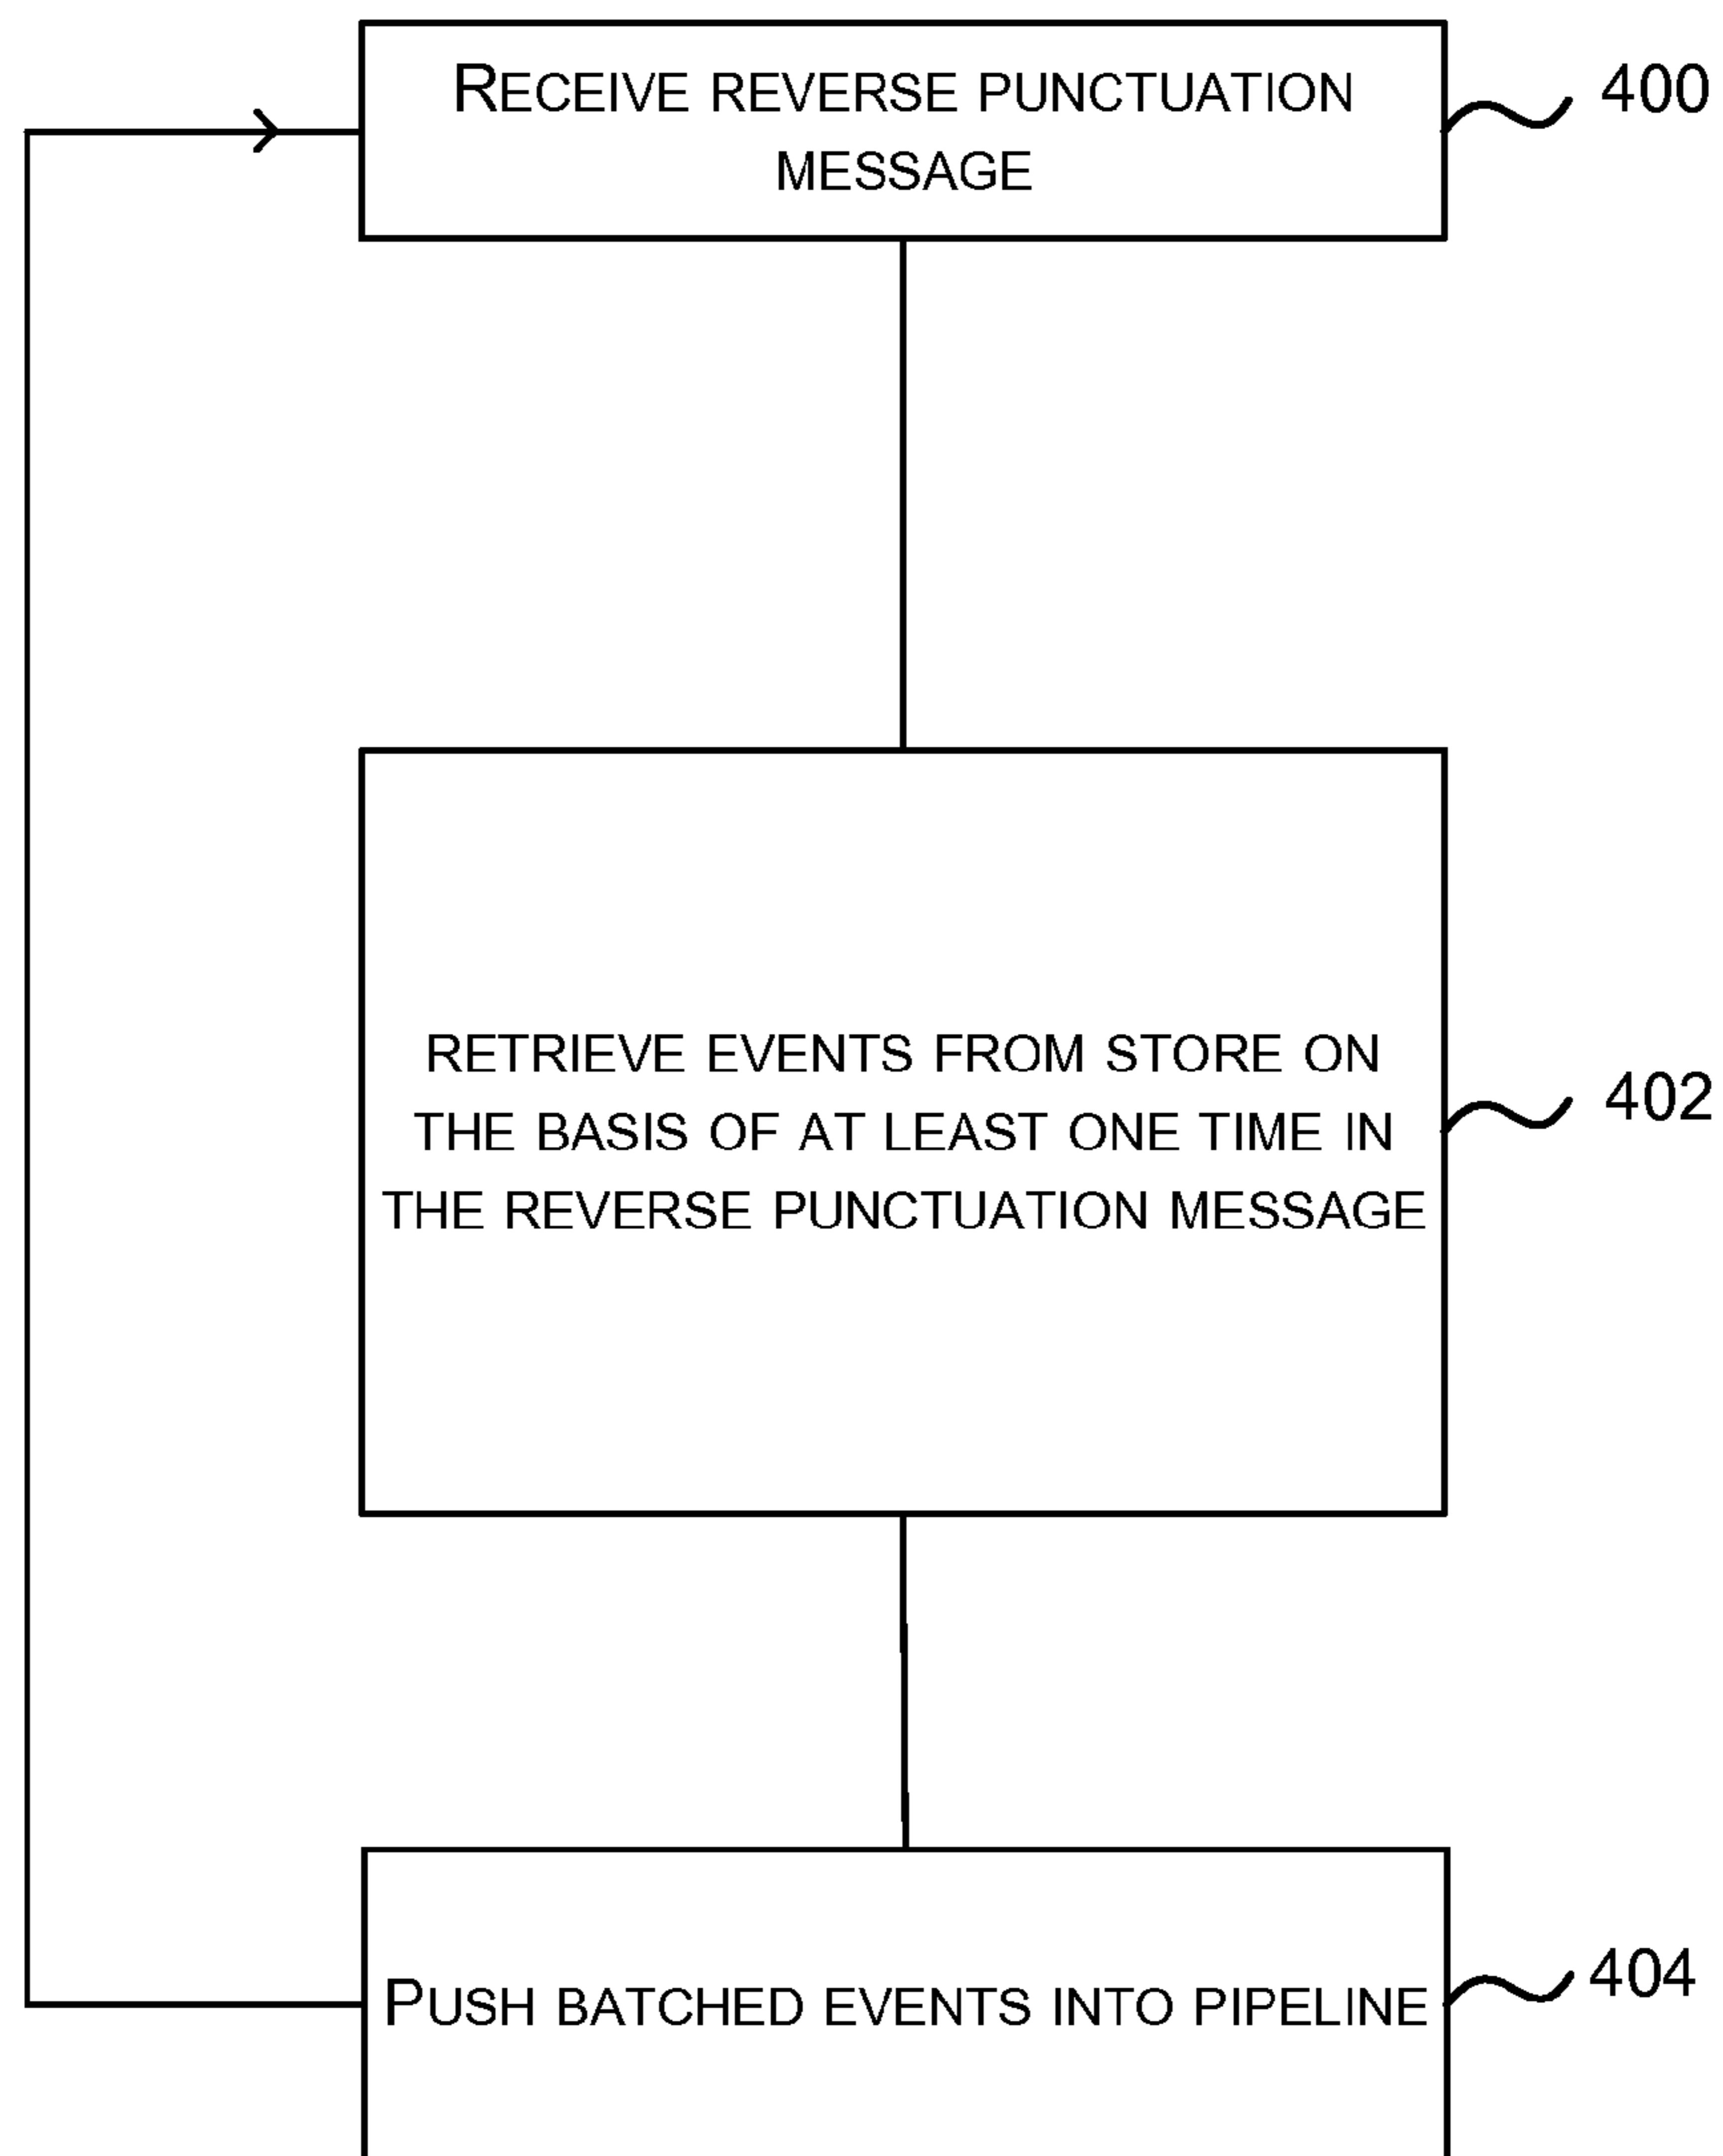 RECEIVE REVERSE PUNCTUATION
MESSAGE
400
RETRIEVE EVENTS FROM STORE ON
THE BASIS OF AT LEAST ONE TIME IN
THE REVERSE PUNCTUATION MESSAGE
402
PUSH BATCHED EVENTS INTO PIPELINE
404